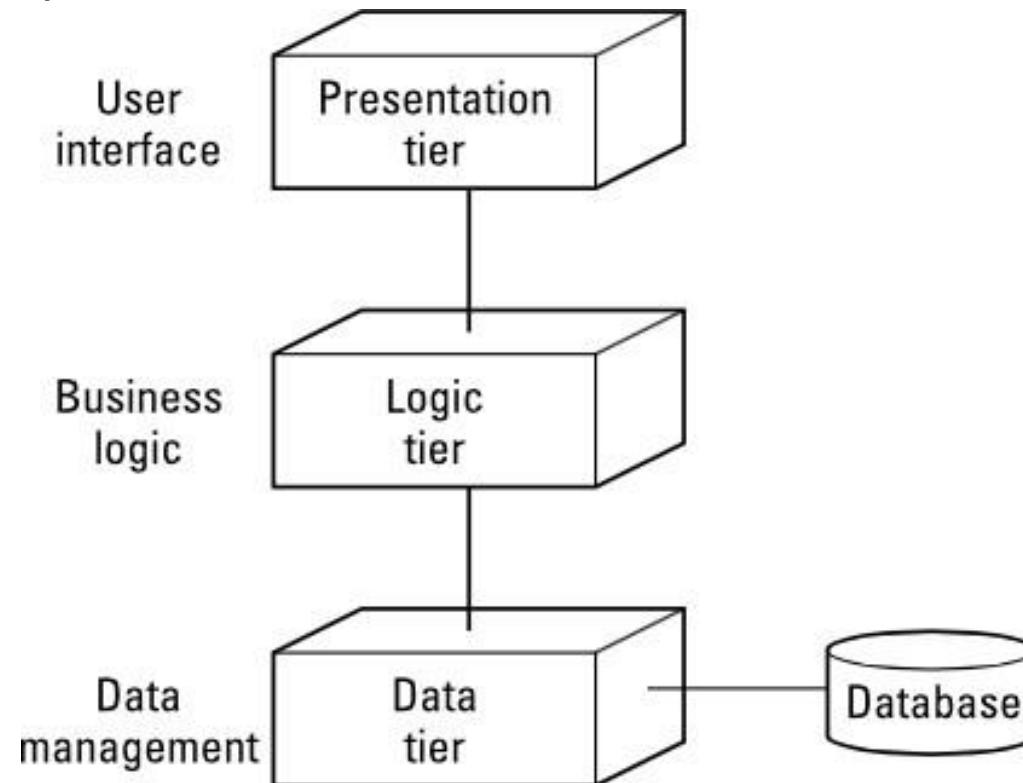 User
interface
Presentation
tier
Business
logic
Logic
tier
Data
management
Data
tier
Database